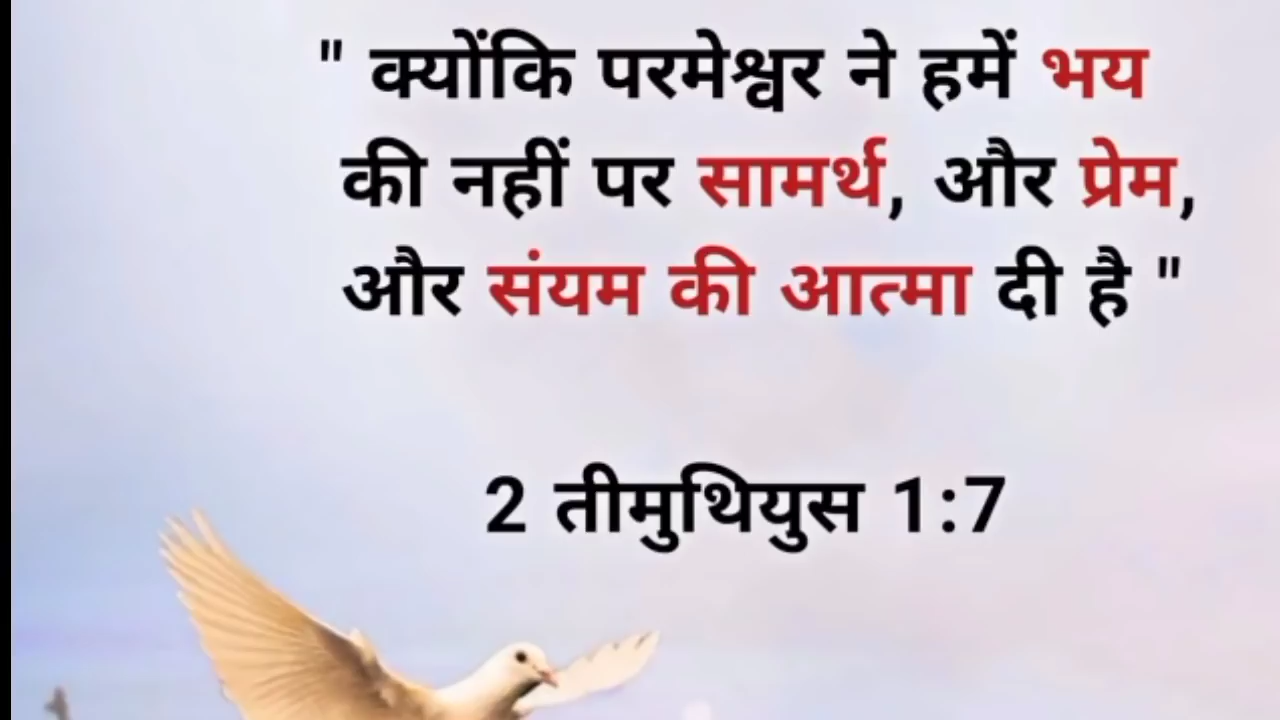 " क्योंकि परमेश्वर ने हमें भय
की नहीं पर सामर्थ, और प्रेम,
और संयम की आत्मा दी है "
2 तीमुथियुस 1:7